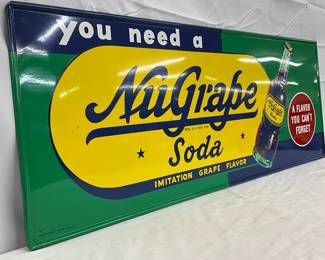 you need a
NuGrape
Soda
IMITATION GRAPE FLAVOR
A FLAVOR
YOU CAN'T
FORGET